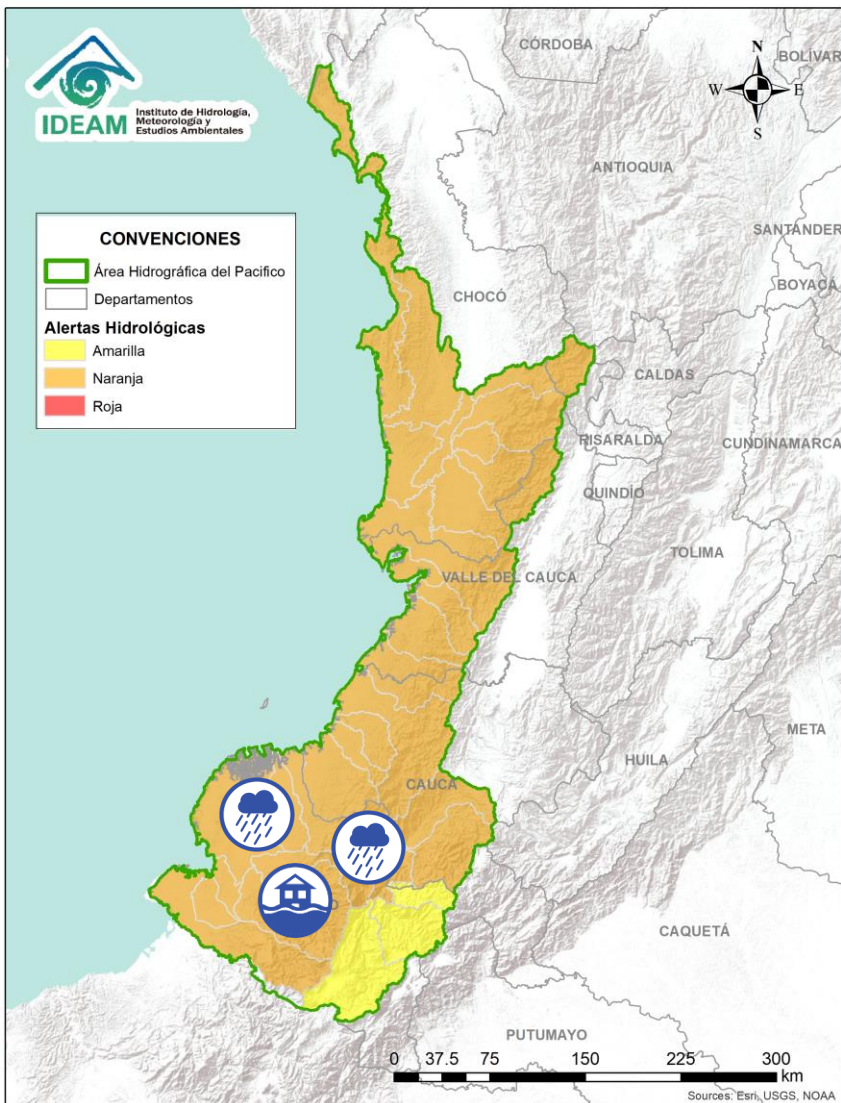 IDEAM
Instituto de Hidrología,
Meteorología y
Estudios Ambientales
CÓRDOBA
BOLÍVAR
N
W
E
S
ANTIOQUIA
SANTANDER
BOYACÁ
CONVENCIONES
Área Hidrográfica del Pacifico
Departamentos
Alertas Hidrológicas
Amarilla
Naranja
Roja
CHOCÓ
CALDAS
RISARALDA
CUNDINAMARCA
QUINDÍO
TOLIMA
VALLE DEL CAUCA
META
HUILA
CAUCA
CAQUETÁ
PUTUMAYO
0 37.5 75 150 225 300
km
Sources: Esri, USGS, NOAA